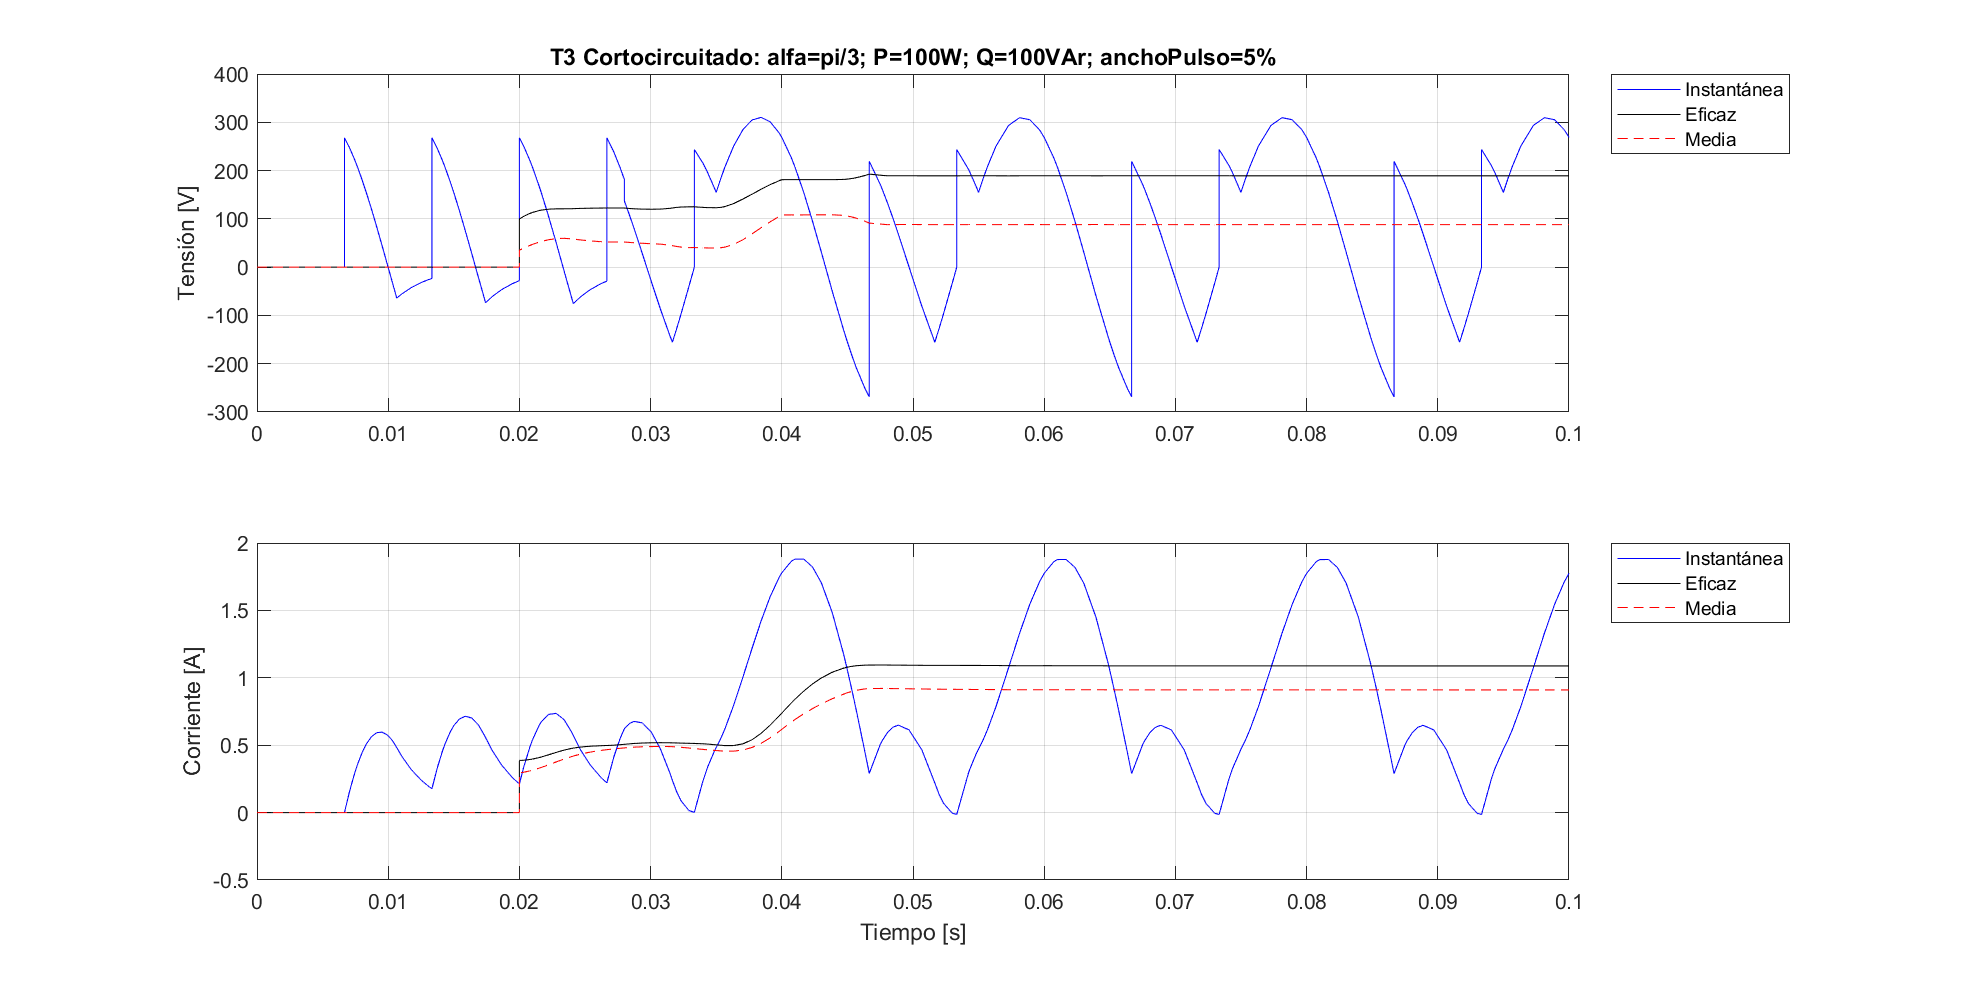 T3 Cortocircuitado: alfa=pi/3; P=100W; Q=100VAr; anchoPulso=5%
Tensión [V]
400
300
200
100
0
-100
-200
-300
0 0.01 0.02 0.03 0.04 0.05 0.06 0.07 0.08 0.09 0.1
Instantánea
Eficaz
Media
Corriente [A]
2
1.5
1
0.5
0
-0.5
0 0.01 0.02 0.03 0.04 0.05 0.06 0.07 0.08 0.09 0.1
Tiempo [s]
Instantánea
Eficaz
Media